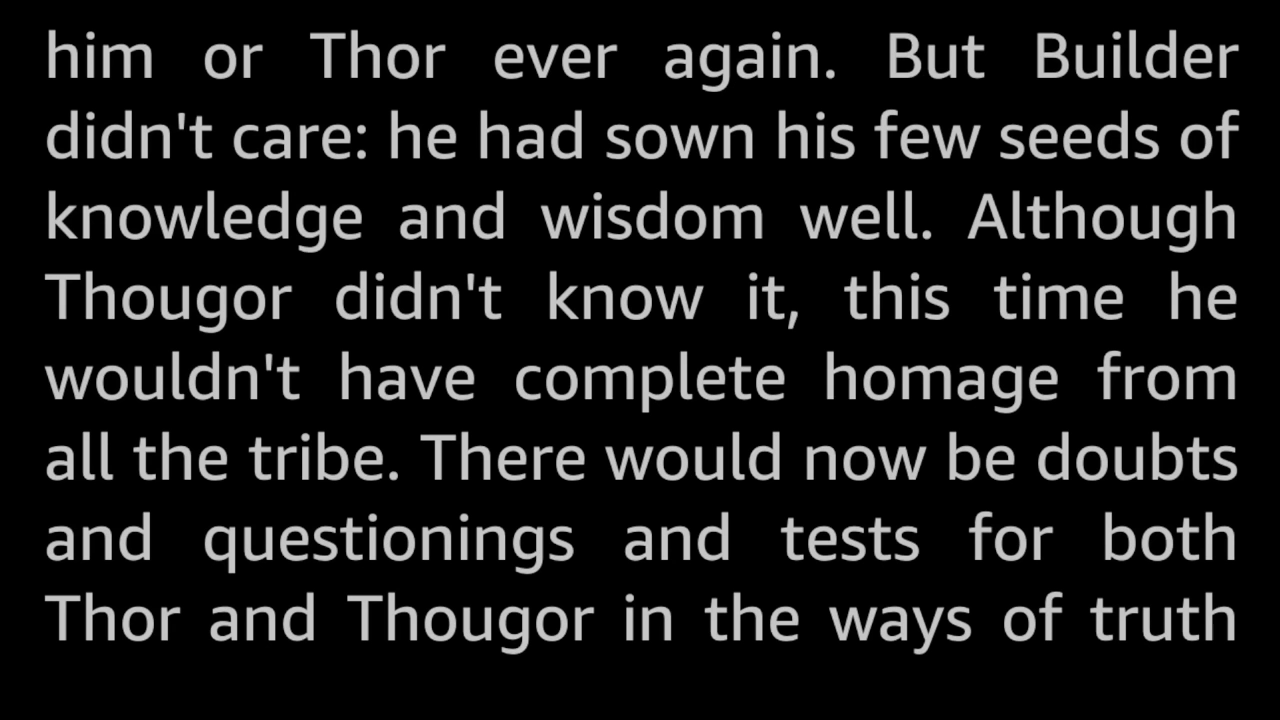 him or Thor ever again. But Builder
didn't care: he had sown his few seeds of
knowledge and wisdom well. Although
Thougor didn't know it, this time he
wouldn't have complete homage from
all the tribe. There would now be doubts
and questionings and tests for both
Thor and Thougor in the ways of truth